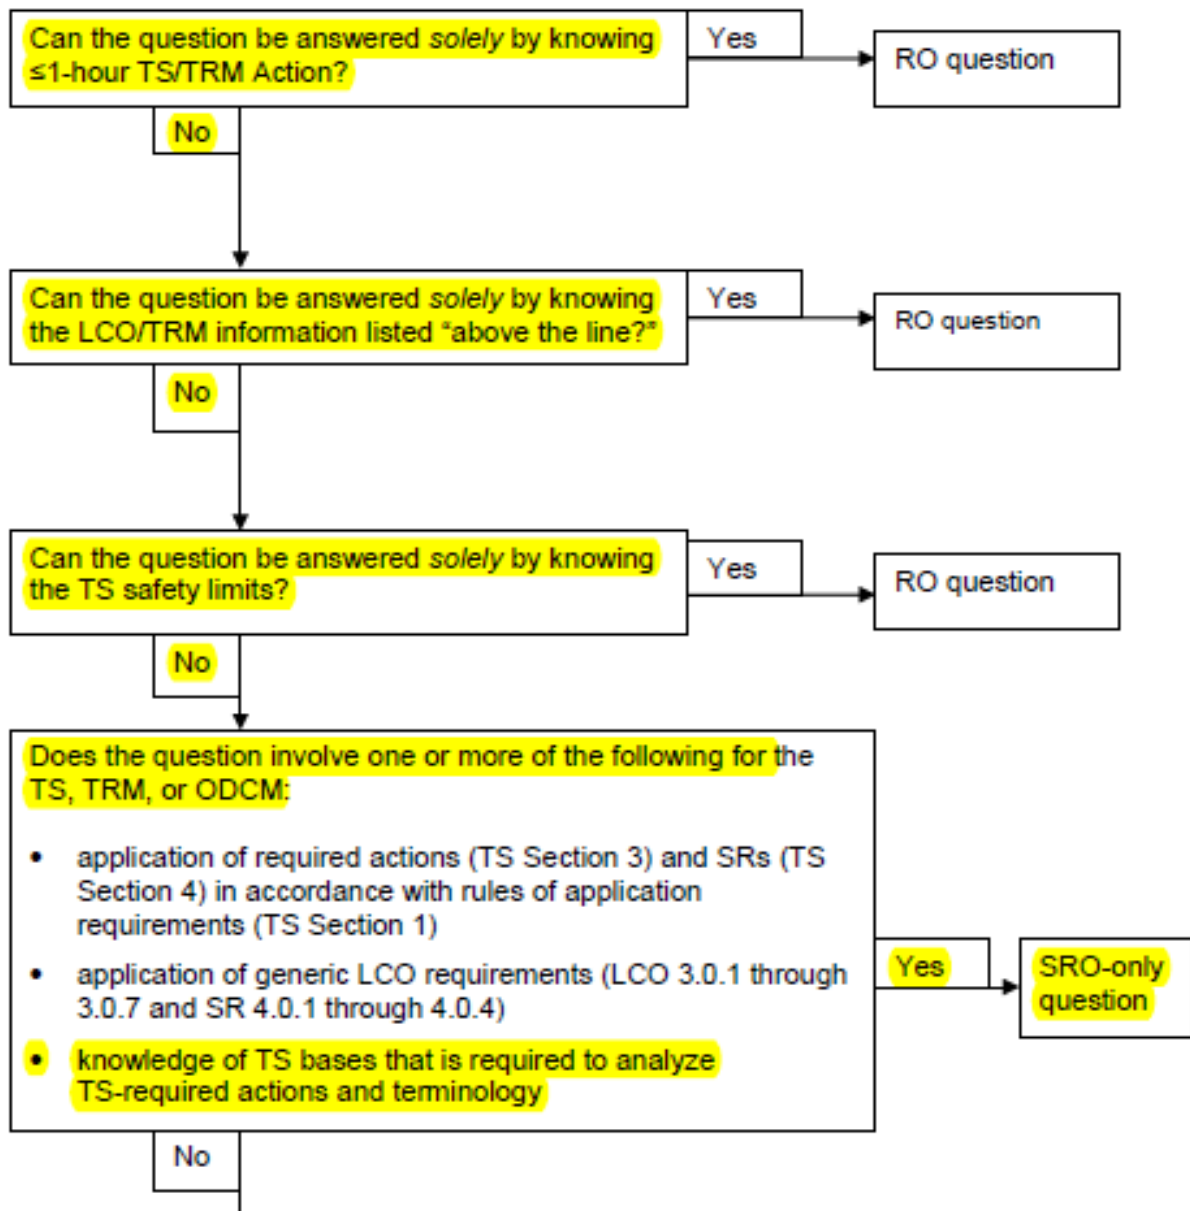 Can the question be answered solely by knowing
≤1-hour TS/TRM Action?
Yes
RO question
No
Can the question be answered solely by knowing
the LCO/TRM information listed “above the line?”
Yes
RO question
No
Can the question be answered solely by knowing
the TS safety limits?
Yes
RO question
No
Does the question involve one or more of the following for the
TS, TRM, or ODCM:
• application of required actions (TS Section 3) and SRs (TS
Section 4) in accordance with rules of application
requirements (TS Section 1)
• application of generic LCO requirements (LCO 3.0.1 through
3.0.7 and SR 4.0.1 through 4.0.4)
• knowledge of TS bases that is required to analyze
TS-required actions and terminology
Yes
SRO-only
question
No